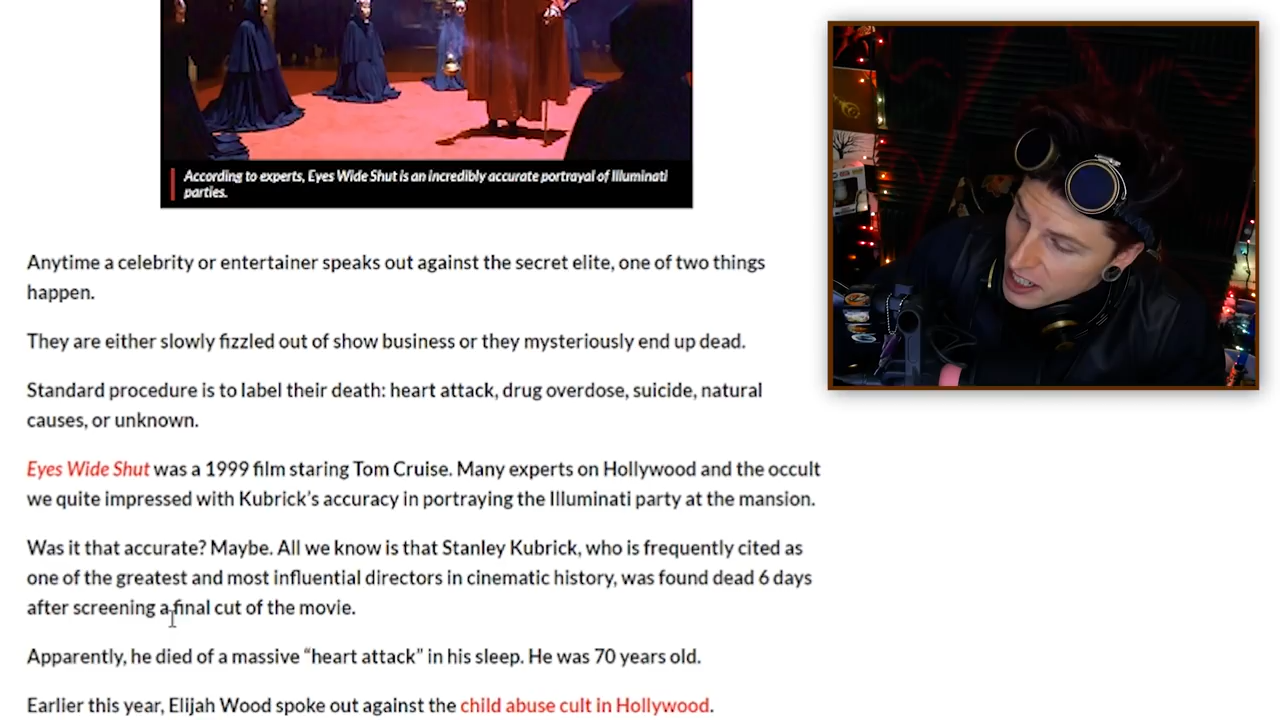 According to experts, Eyes Wide Shut is an incredibly accurate portrayal of Illuminati
parties.
Anytime a celebrity or entertainer speaks out against the secret elite, one of two things
happen.
They are either slowly fizzled out of show business or they mysteriously end up dead.
Standard procedure is to label their death: heart attack, drug overdose, suicide, natural
causes, or unknown.
Eyes Wide Shut was a 1999 film staring Tom Cruise. Many experts on Hollywood and the occult
we quite impressed with Kubrick's accuracy in portraying the Illuminati party at the mansion.
Was it that accurate? Maybe. All we know is that Stanley Kubrick, who is frequently cited as
one of the greatest and most influential directors in cinematic history, was found dead 6 days
after screening a final cut of the movie.
Apparently, he died of a massive “heart attack” in his sleep. He was 70 years old.
Earlier this year, Elijah Wood spoke out against the child abuse cult in Hollywood.